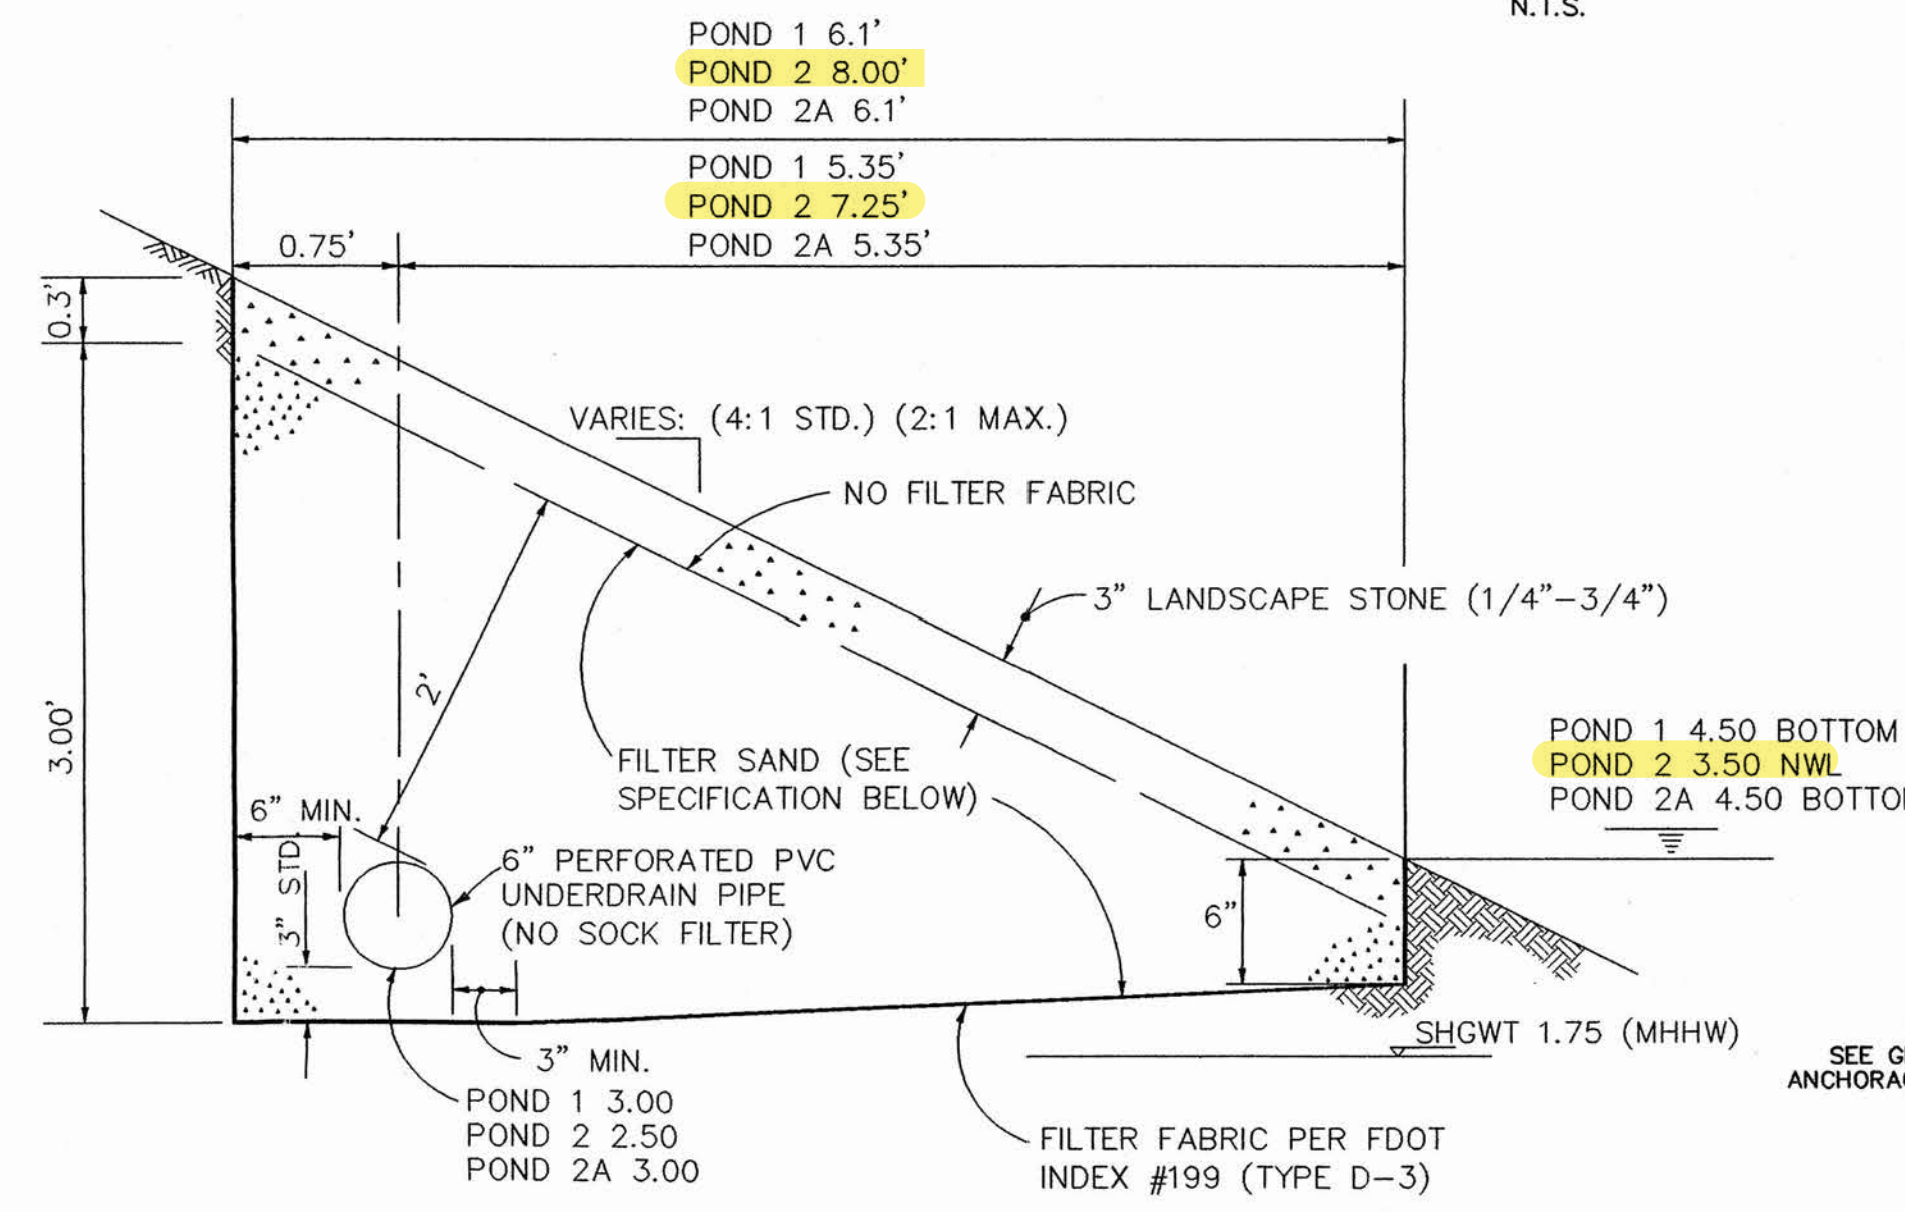 N.T.S.
POND 1 6.1'
POND 2 8.00'
POND 2A 6.1'
POND 1 5.35'
POND 2 7.25'
POND 2A 5.35'
0.75'
0.3'
VARIES: (4:1 STD.) (2:1 MAX.)
NO FILTER FABRIC
3" LANDSCAPE STONE (1/4"-3/4")
2'
3.00'
FILTER SAND (SEE
SPECIFICATION BELOW)
POND 1 4.50 BOTTOM
POND 2 3.50 NWL
POND 2A 4.50 BOTTO
6" MIN.
3" STD.
6" PERFORATED PVC
UNDERDRAIN PIPE
(NO SOCK FILTER)
6"
3" MIN.
SHGWT 1.75 (MHHW)
SEE G
ANCHORA
POND 1 3.00
POND 2 2.50
POND 2A 3.00
FILTER FABRIC PER FDOT
INDEX #199 (TYPE D-3)